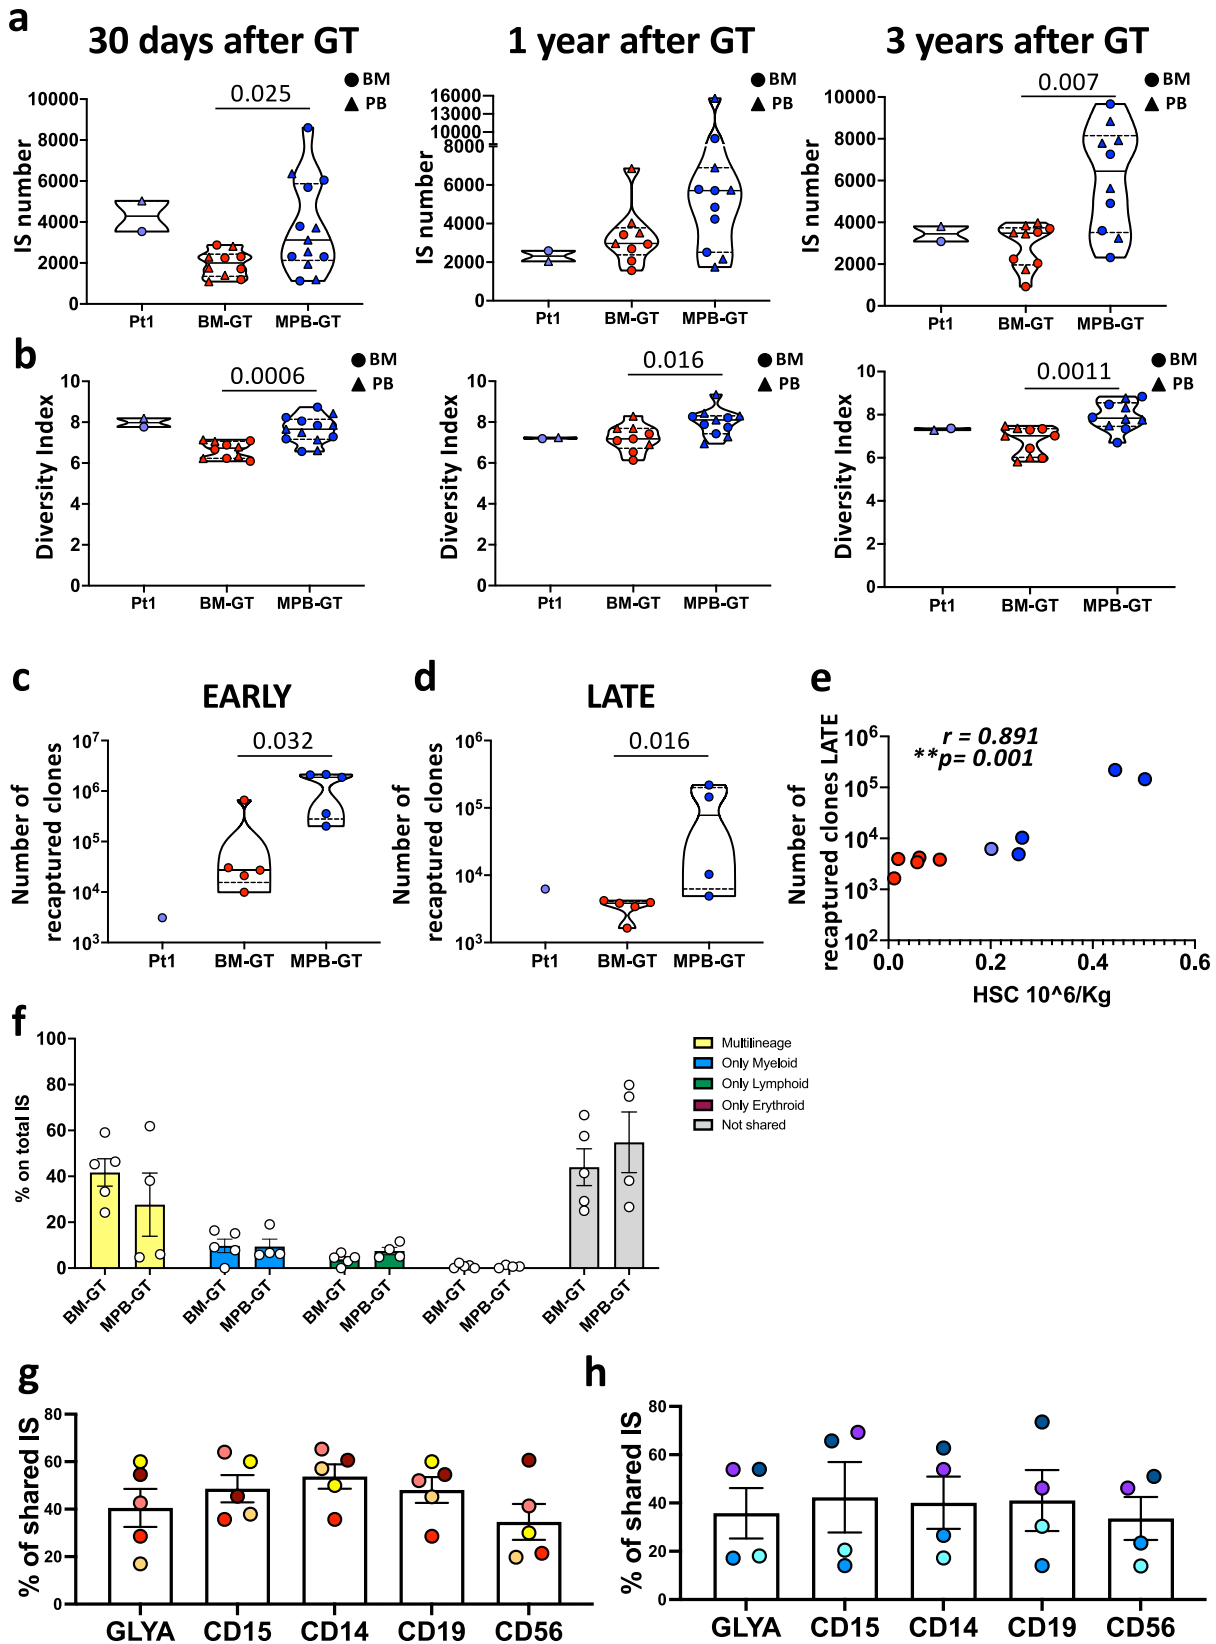 a
30 days after GT
1 year after GT
3 years after GT
BM
PB
0.025
IS number
10000
8000
6000
4000
2000
0
Pt1
BM-GT
MPB-GT
BM
PB
IS number
16000
13000
10000
8000
6000
4000
2000
0
Pt1
BM-GT
MPB-GT
BM
PB
0.007
IS number
10000
8000
6000
4000
2000
0
Pt1
BM-GT
MPB-GT
b
BM
PB
0.0006
Diversity Index
10
8
6
4
2
0
Pt1
BM-GT
MPB-GT
BM
PB
0.016
Diversity Index
10
8
6
4
2
0
Pt1
BM-GT
MPB-GT
BM
PB
0.0011
Diversity Index
10
8
6
4
2
0
Pt1
BM-GT
MPB-GT
c
EARLY
0.032
Number of
recaptured clones
10^7
10^6
10^5
10^4
10^3
Pt1
BM-GT
MPB-GT
d
LATE
0.016
Number of
recaptured clones
10^6
10^5
10^4
10^3
Pt1
BM-GT
MPB-GT
e
r = 0.891
**p= 0.001
Number of
recaptured clones LATE
10^6
10^5
10^4
10^3
10^2
0.0
0.2
0.4
0.6
HSC 10^6/Kg
f
% on total IS
100
80
60
40
20
0
BM-GT
MPB-GT
BM-GT
MPB-GT
BM-GT
MPB-GT
BM-GT
MPB-GT
BM-GT
MPB-GT
Multilineage
Only Myeloid
Only Lymphoid
Only Erythroid
Not shared
g
% of shared IS
80
60
40
20
0
GLYA
CD15
CD14
CD19
CD56
h
% of shared IS
80
60
40
20
0
GLYA
CD15
CD14
CD19
CD56